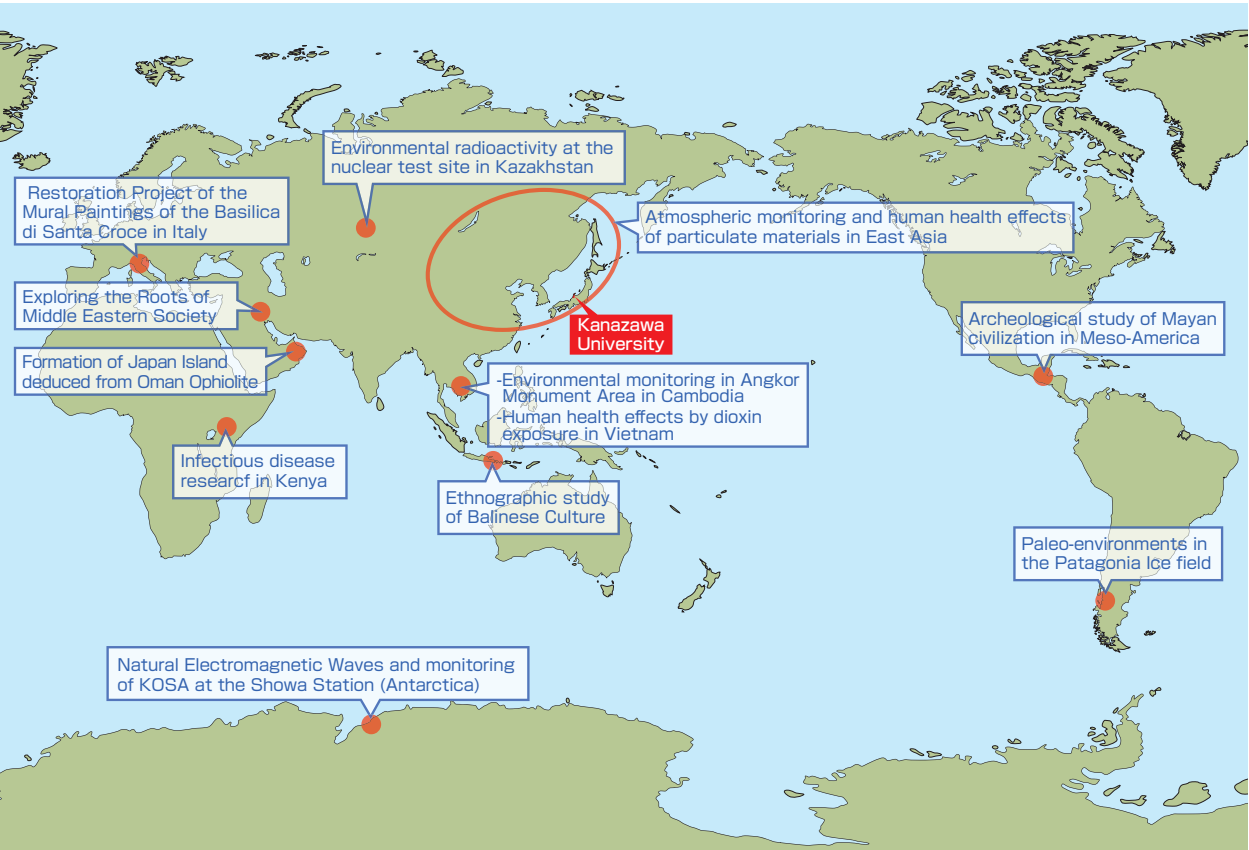 Environmental radioactivity at the
nuclear test site in Kazakhstan
Restoration Project of the
Mural Paintings of the Basilica
di Santa Croce in Italy
Atmospheric monitoring and human health effects
of particulate materials in East Asia
Exploring the Roots of
Middle Eastern Society
Kanazawa
University
Archeological study of Mayan
civilization in Meso-America
Formation of Japan Island
deduced from Oman Ophiolite
-Environmental monitoring in Angkor
Monument Area in Cambodia
-Human health effects by dioxin
exposure in Vietnam
Infectious disease
researcf in Kenya
Ethnographic study
of Balinese Culture
Paleo-environments in
the Patagonia Ice field
Natural Electromagnetic Waves and monitoring
of KOSA at the Showa Station (Antarctica)